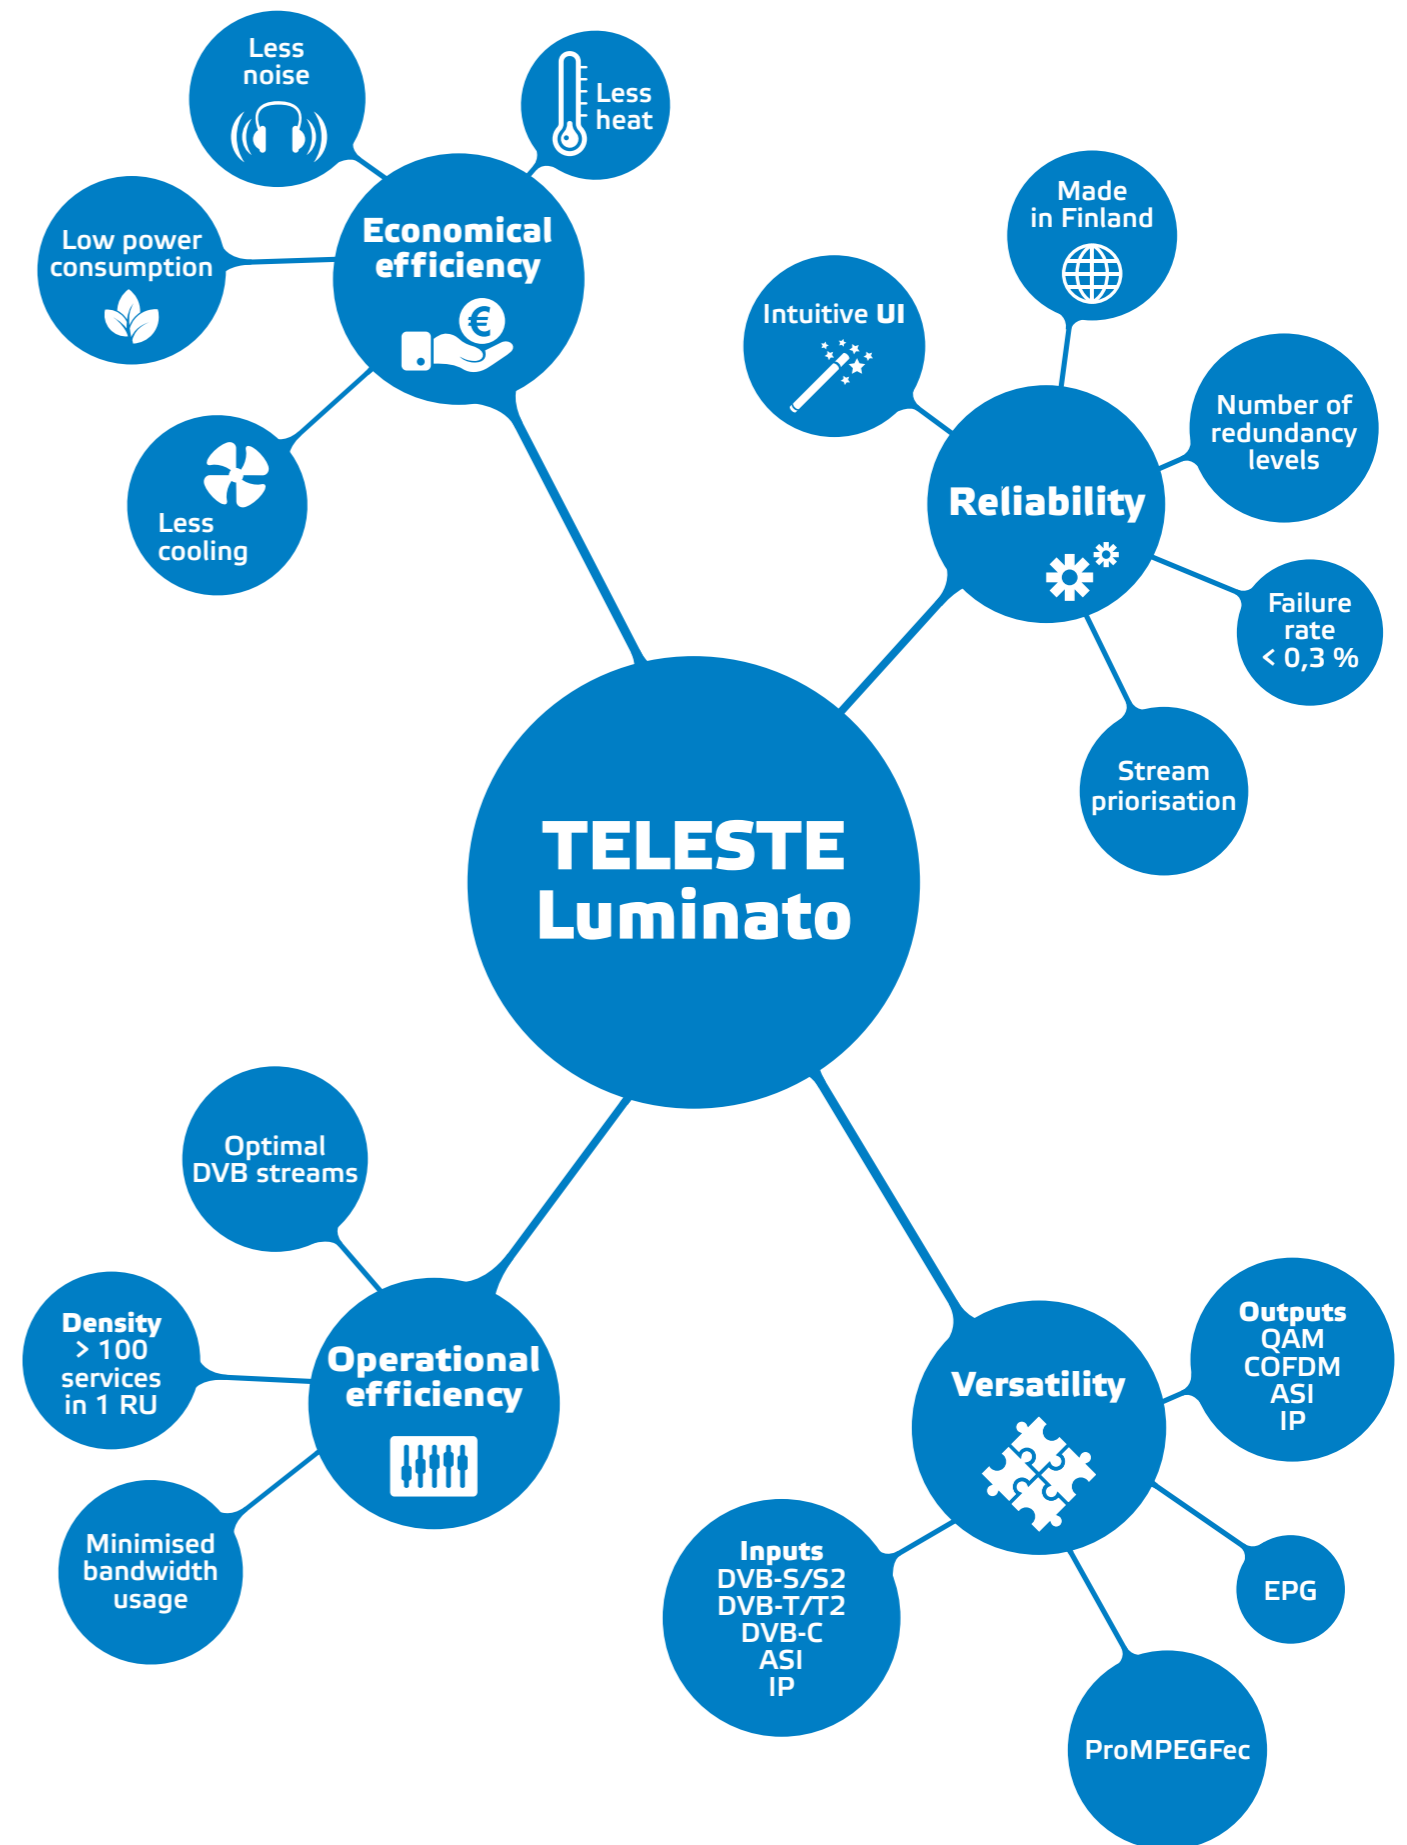 Less
noise
Less
heat
Low power
consumption
Economical
efficiency
€
Less
cooling
Made
in Finland
Intuitive UI
Number of
redundancy
levels
Reliability
Failure
rate
< 0,3 %
Stream
priorisation
TELESTE
Luminato
Optimal
DVB streams
Density
> 100
services
in 1 RU
Operational
efficiency
Minimised
bandwidth
usage
Versatility
Outputs
QAM
COFDM
ASI
IP
Inputs
DVB-S/S2
DVB-T/T2
DVB-C
ASI
IP
EPG
ProMPEGFec